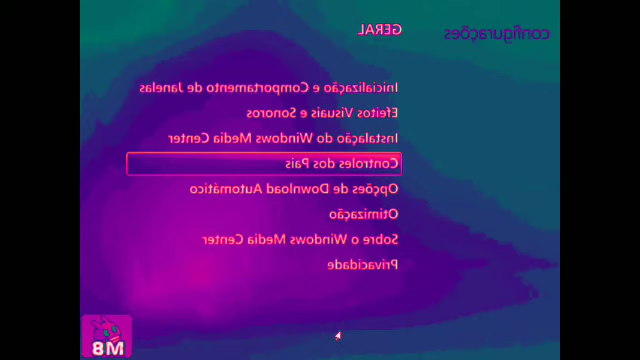 configurações
GERAL
Inicialização e Comportamento de Janelas
Efeitos Visuais e Sonoros
Instalação do Windows Media Center
Controles dos Pais
Opções de Download Automático
Otimização
Sobre o Windows Media Center
Privacidade
M8